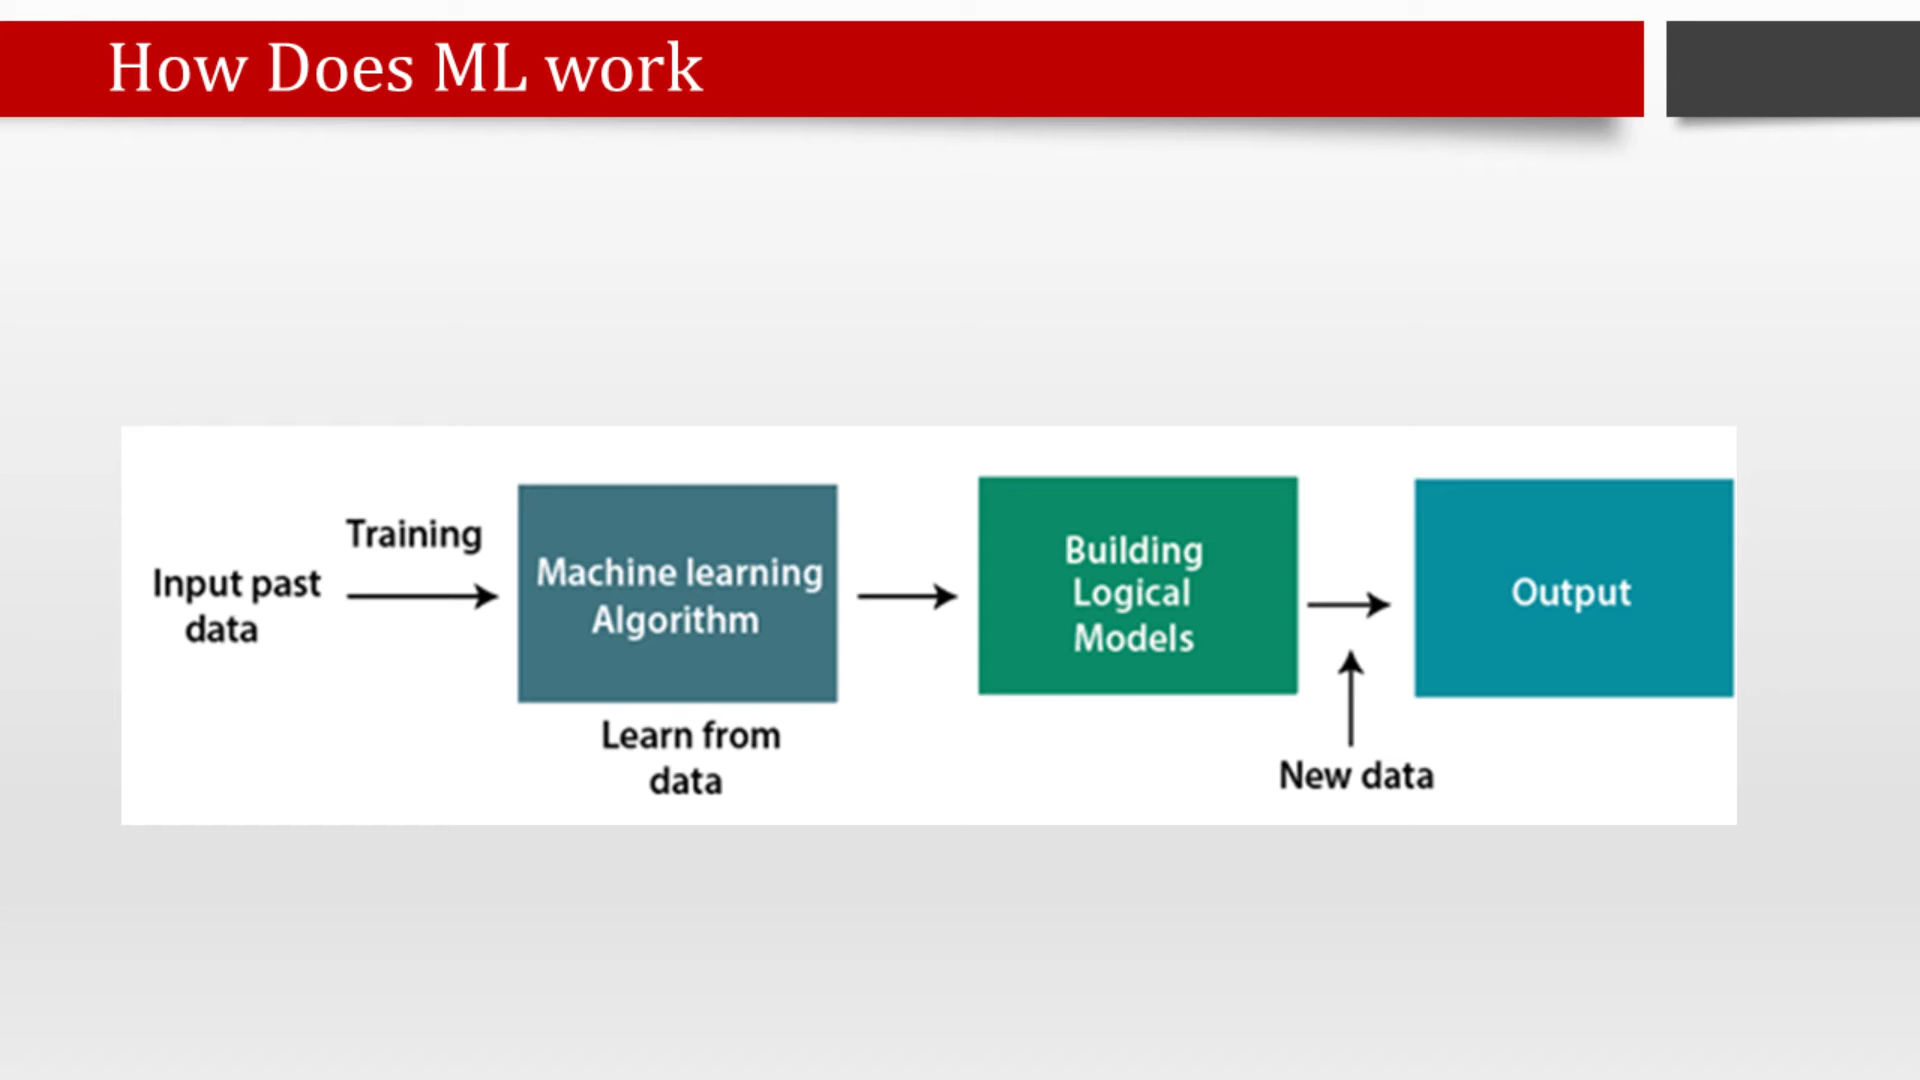 How Does ML work
Training
Input past
data
Machine learning
Algorithm
Learn from
data
Building
Logical
Models
New data
Output